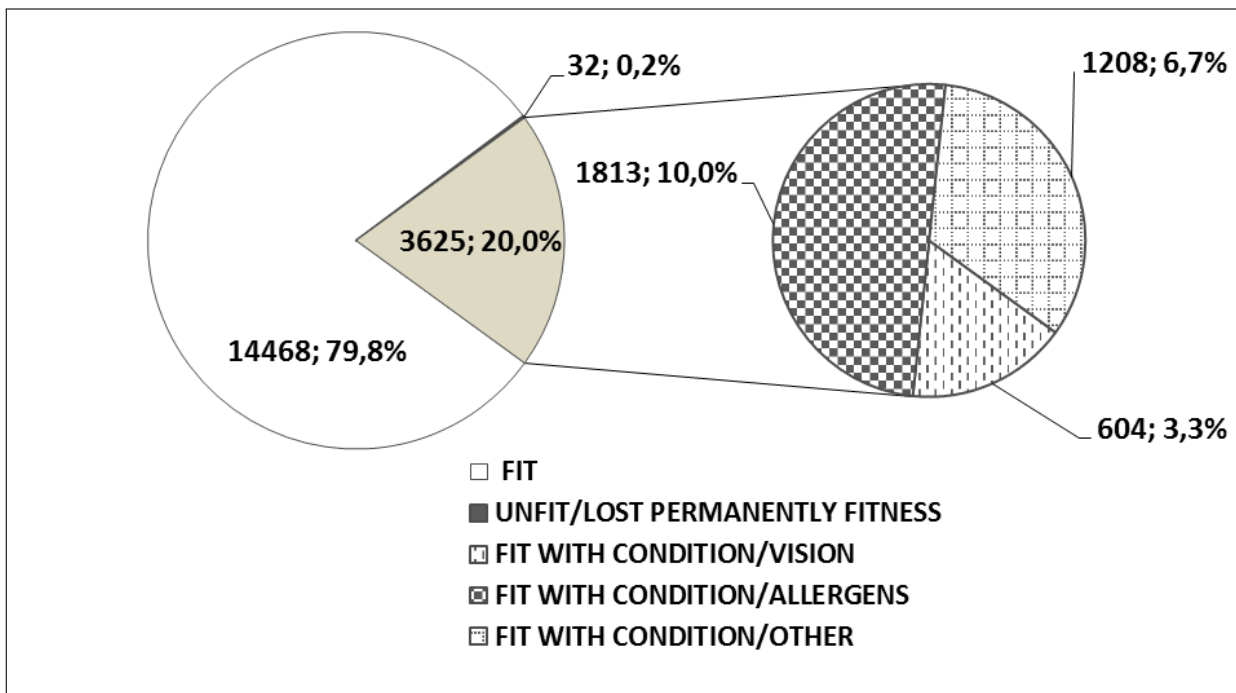 32; 0,2%
1208; 6,7%
1813; 10,0%
3625; 20,0%
14468; 79,8%
604; 3,3%
FIT
UNFIT/LOST PERMANENTLY FITNESS
FIT WITH CONDITION/VISION
FIT WITH CONDITION/ALLERGENS
FIT WITH CONDITION/OTHER